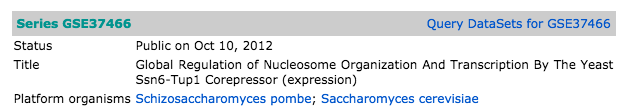 Series GSE37466 Query DataSets for GSE37466
Status Public on Oct 10, 2012
Title Global Regulation of Nucleosome Organization And Transcription By The Yeast
Ssn6-Tup1 Corepressor (expression)
Platform organisms Schizosaccharomyces pombe; Saccharomyces cerevisiae